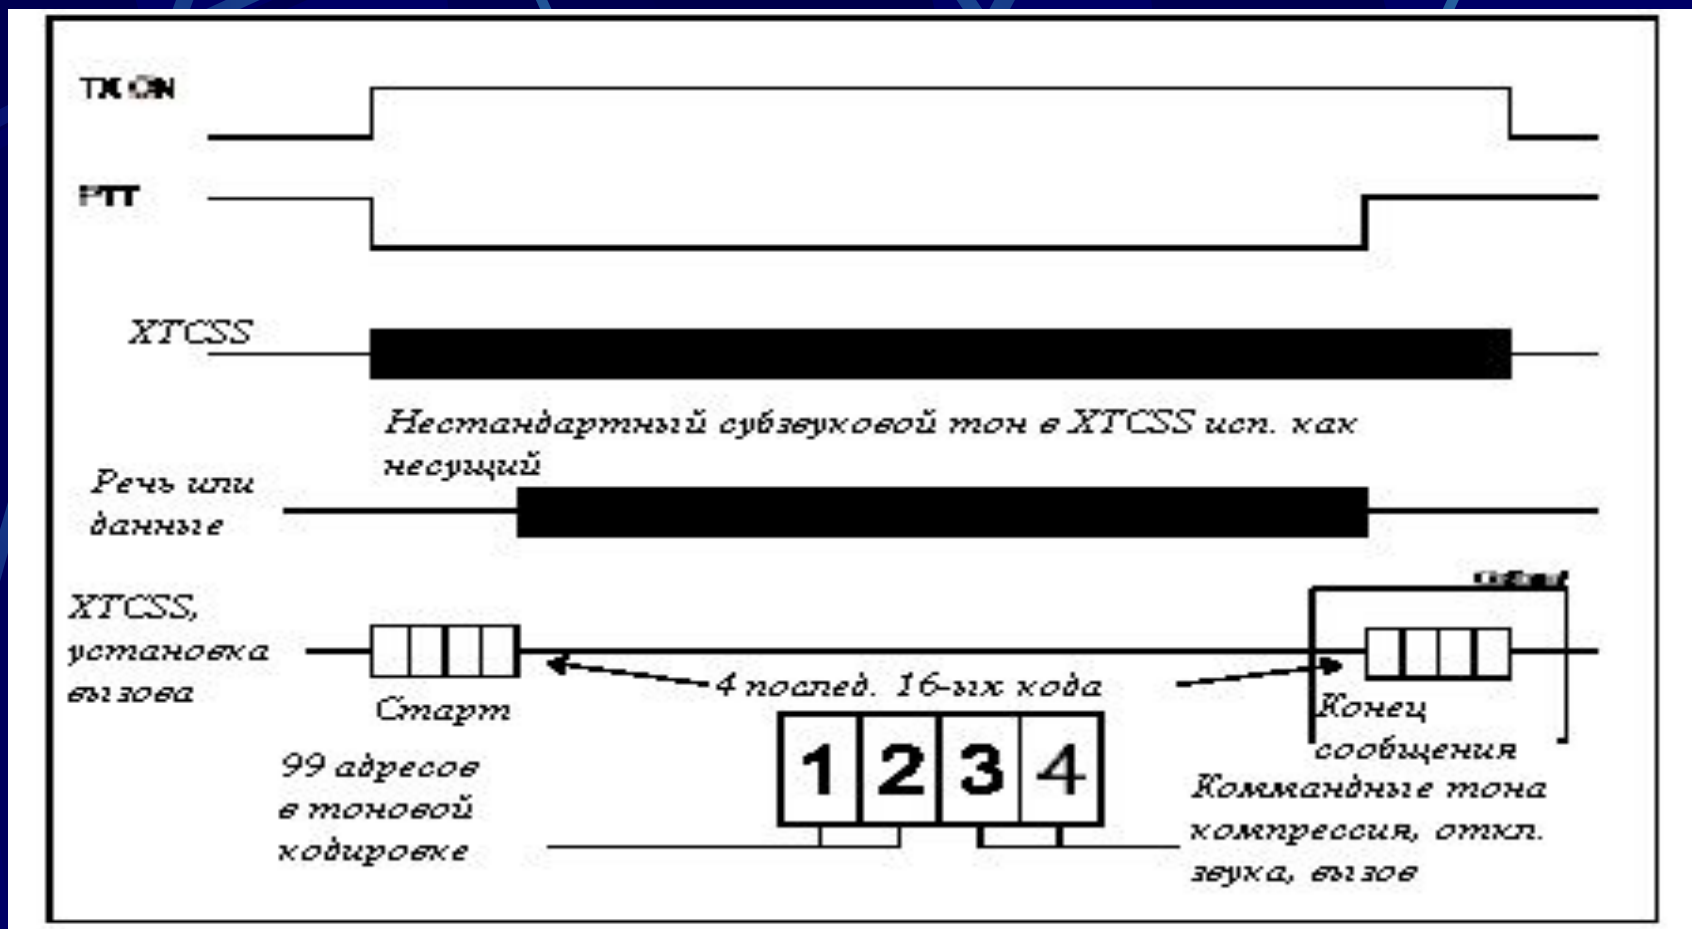 TX ON
PTT
XTCSS
Нестандартный субзвуковой тон в XTCSS исп. как
несущий
Речь или
данные
XTCSS,
установка
вызова
Старт
4 послед. 16-ых кода
Конец
сообщения
1 2 3 4
99 адресов
в тоновой
кодировке
Коммандные тона
компрессия, откл.
звука, вызов